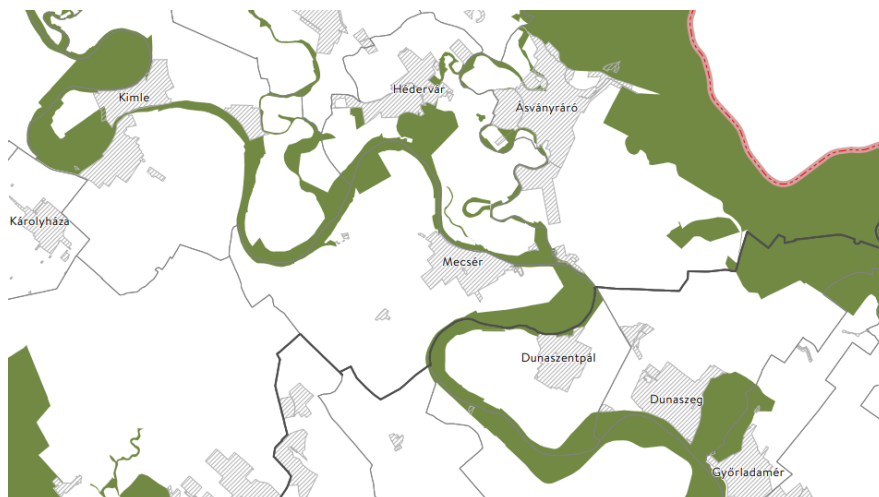 Kimle
Hédervár
Ásványráró
Károlyháza
Mecsér
Dunaszentpál
Dunaszeg
Győrladamér